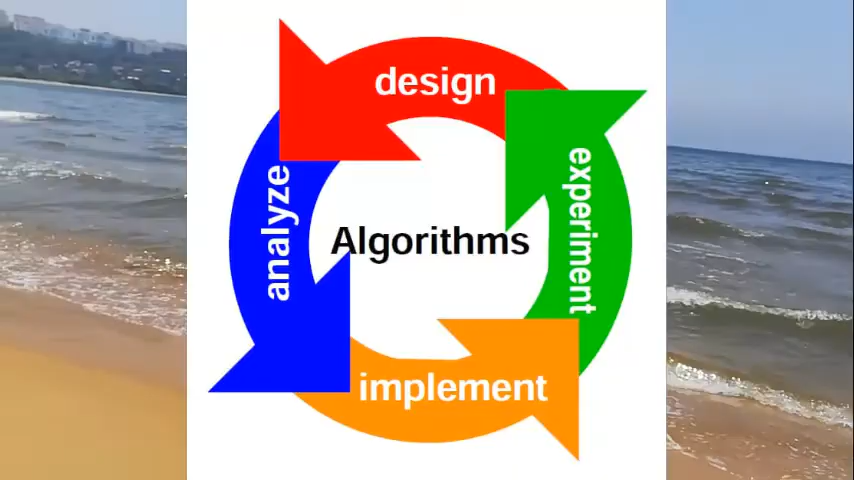 design
experiment
analyze
Algorithms
implement